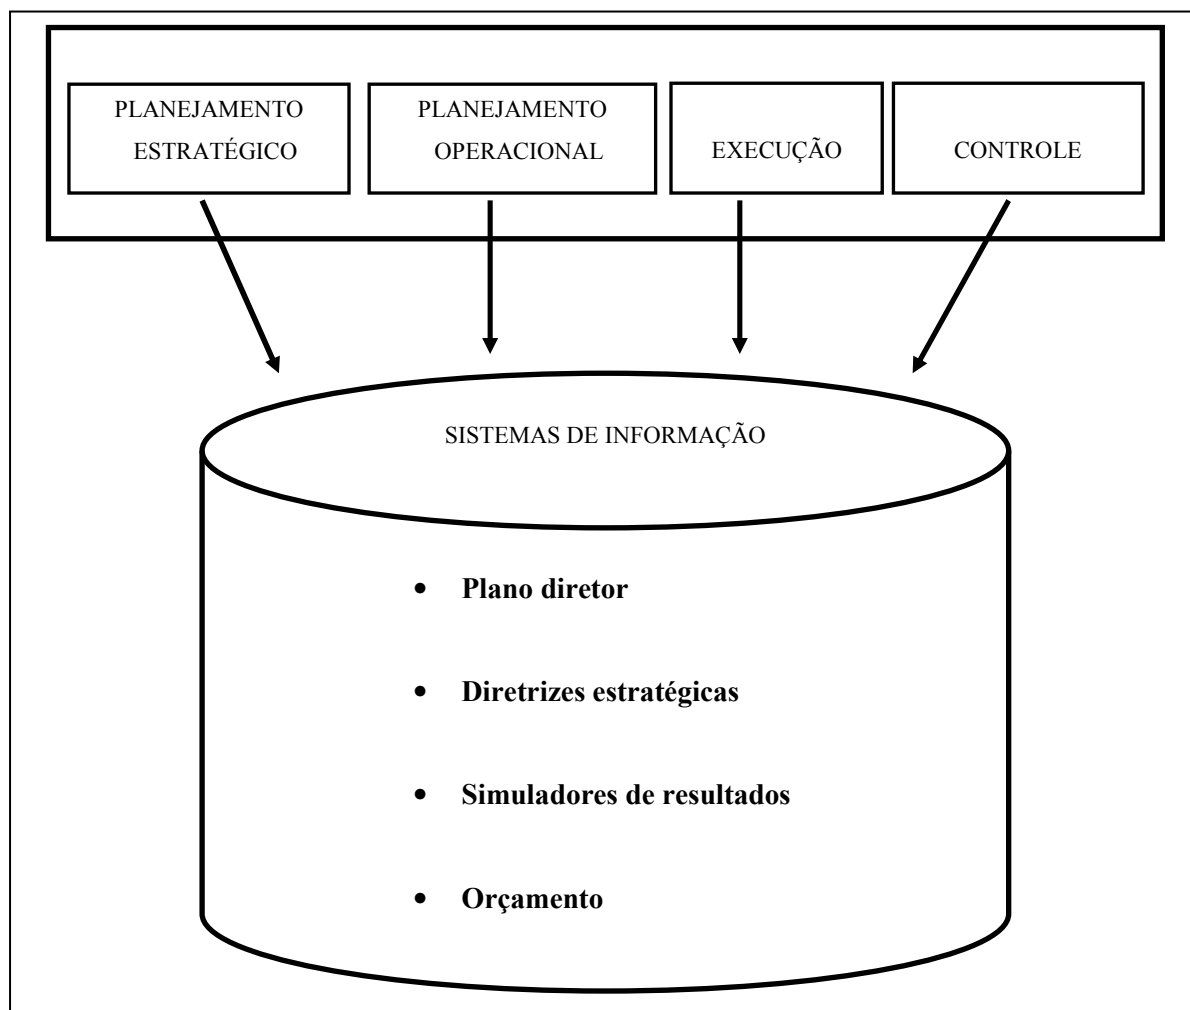 PLANEJAMENTO
ESTRATÉGICO
PLANEJAMENTO
OPERACIONAL
EXECUÇÃO
CONTROLE
SISTEMAS DE INFORMAÇÃO
• Plano diretor
• Diretrizes estratégicas
• Simuladores de resultados
• Orçamento